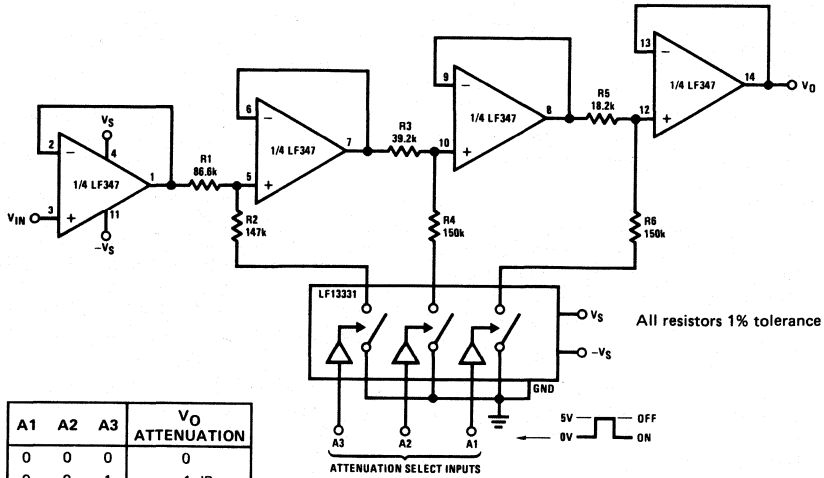 13
14
12
1/4 LF347
V_O
9
8
10
1/4 LF347
R5
18.2k
6
7
5
1/4 LF347
R3
39.2k
V_S
2
4
1
1/4 LF347
R1
86.6k
V_IN
3
11
-V_S
R2
147k
R4
150k
R6
150k
LF13331
V_S
-V_S
All resistors 1% tolerance
GND
A3
A2
A1
ATTENUATION SELECT INPUTS
5V OFF
0V ON
A1 A2 A3 V_O ATTENUATION
0 0 0 0